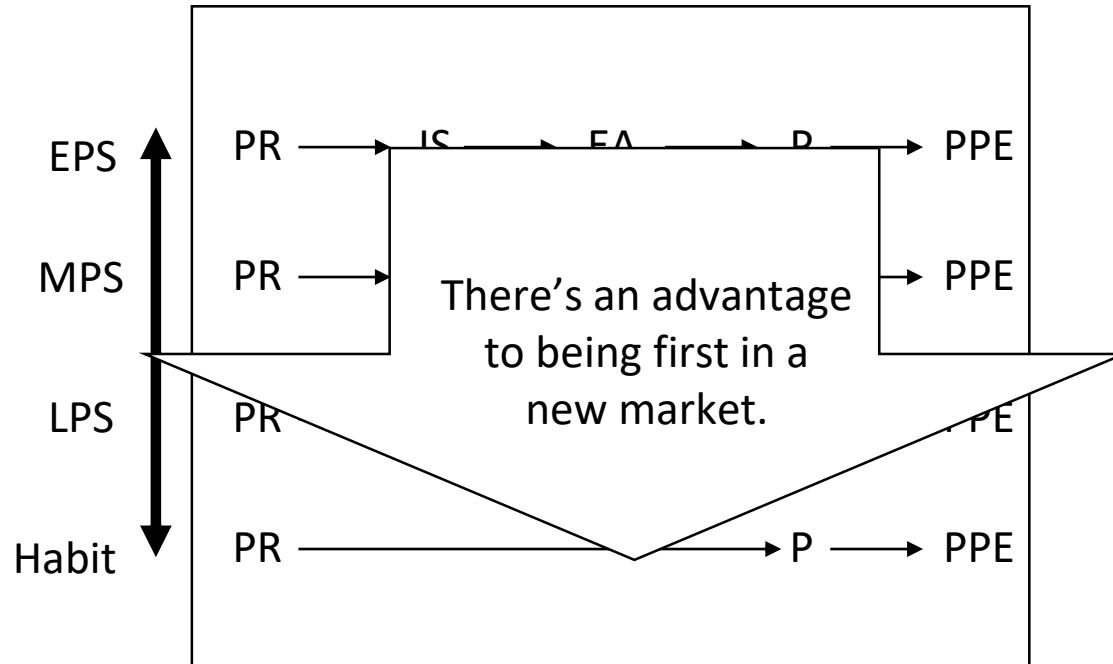 EPS PR IS EA P PPE
MPS PR PPE
There's an advantage
to being first in a
new market.
LPS PR PPE
Habit PR P PPE